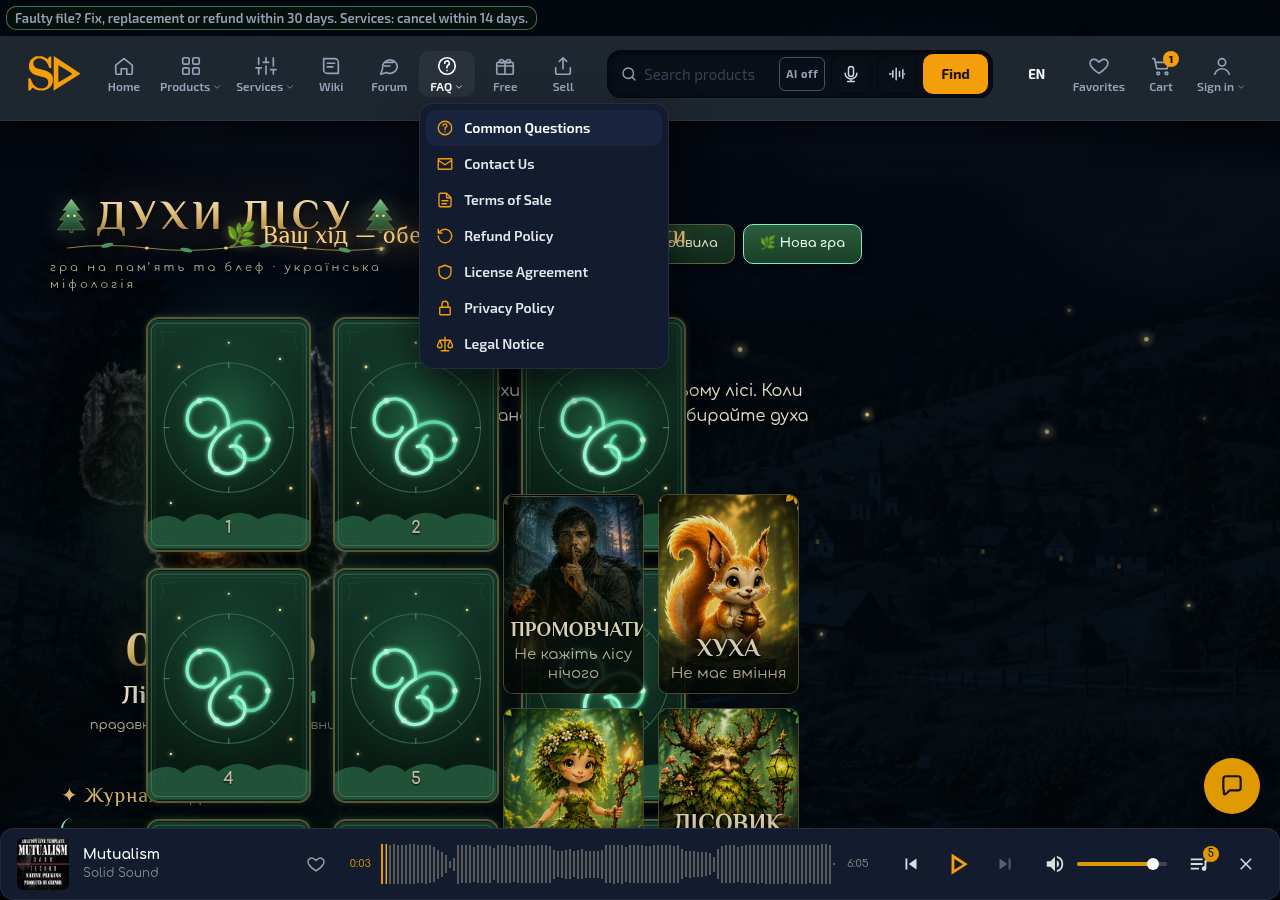 Faulty file? Fix, replacement or refund within 30 days. Services: cancel within 14 days.
Home
Products
Services
Wiki
Forum
FAQ
Free
Sell
Search products
AI off
Find
EN
Favorites
1
Cart
Sign in
Common Questions
Contact Us
Terms of Sale
Refund Policy
License Agreement
Privacy Policy
Legal Notice
ДУХИ ЛІСУ
Ваш хід —
Нова гра
гра на пам'ять та блеф · українська
міфологія
лісі. Коли
духа
1
2
4
5
ПРОМОВЧАТИ
Не кажіть лісу
нічого
ХУХА
Не має вміння
ЛІСОВИК
Mutualism
Solid Sound
0:03
6:05
5